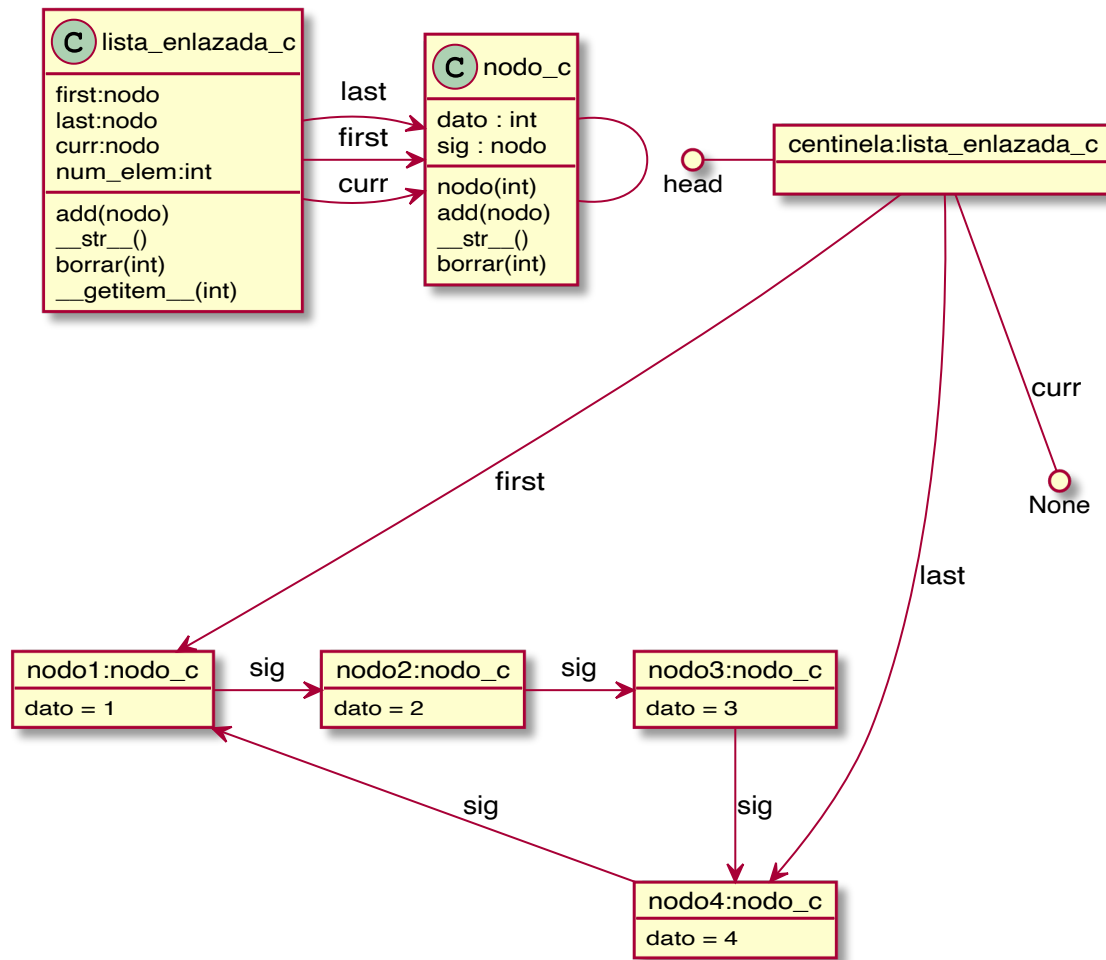 C lista_enlazada_c
first:nodo
last:nodo
curr:nodo
num_elem:int
add(nodo)
__str__()
borrar(int)
__getitem__(int)
last
first
curr
C nodo_c
dato : int
sig : nodo
nodo(int)
add(nodo)
__str__()
borrar(int)
head
centinela:lista_enlazada_c
first
last
curr
None
nodo1:nodo_c
dato = 1
sig
nodo2:nodo_c
dato = 2
sig
nodo3:nodo_c
dato = 3
sig
sig
nodo4:nodo_c
dato = 4